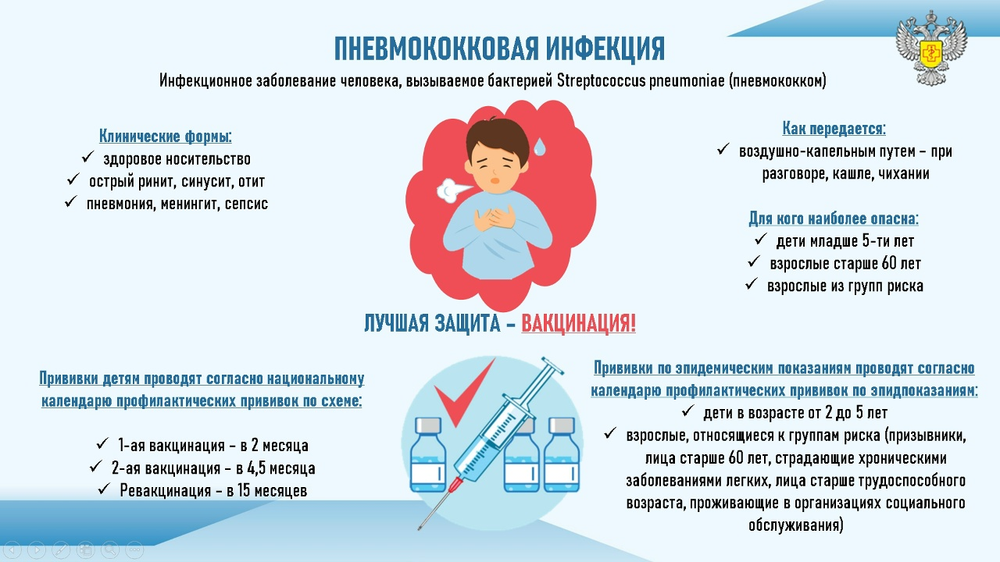 ПНЕВМОКОККОВАЯ ИНФЕКЦИЯ
Инфекционное заболевание человека, вызываемое бактерией Streptococcus pneumoniae (пневмококком)
Клинические формы:
✓ здоровое носительство
✓ острый ринит, синусит, отит
✓ пневмония, менингит, сепсис
Как передается:
✓ воздушно-капельным путем – при
разговоре, кашле, чихании
Для кого наиболее опасна:
✓ дети младше 5-ти лет
✓ взрослые старше 60 лет
✓ взрослые из групп риска
ЛУЧШАЯ ЗАЩИТА – ВАКЦИНАЦИЯ!
Прививки детям проводят согласно национальному
календарю профилактических прививок по схеме:
✓ 1-ая вакцинация – в 2 месяца
✓ 2-ая вакцинация – в 4,5 месяца
✓ Ревакцинация – в 15 месяцев
Прививки по эпидемическим показаниям проводят согласно
календарю профилактических прививок по эпидпоказаниям:
✓ дети в возрасте от 2 до 5 лет
✓ взрослые, относящиеся к группам риска (призывники,
лица старше 60 лет, страдающие хроническими
заболеваниями легких, лица старше трудоспособного
возраста, проживающие в организациях социального
обслуживания)